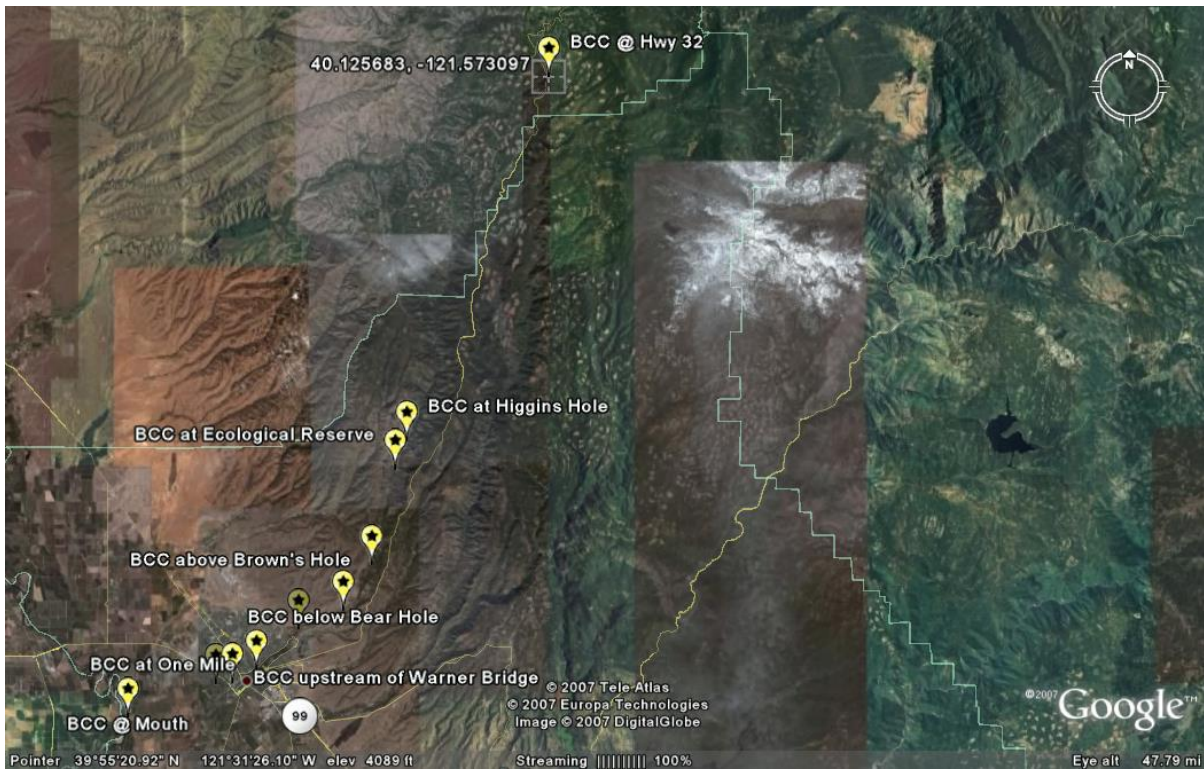 BCC @ Hwy 32
40.125683, -121.573097
N
BCC at Higgins Hole
BCC at Ecological Reserve
BCC above Brown's Hole
BCC below Bear Hole
BCC at One Mile
BCC upstream of Warner Bridge
BCC @ Mouth
99
© 2007 Tele Atlas
© 2007 Europa Technologies
Image © 2007 DigitalGlobe
©2007 Google™
Pointer 39°55'20.92" N 121°31'26.10" W elev 4089 ft Streaming ||||||||| 100% Eye alt 47.79 mi